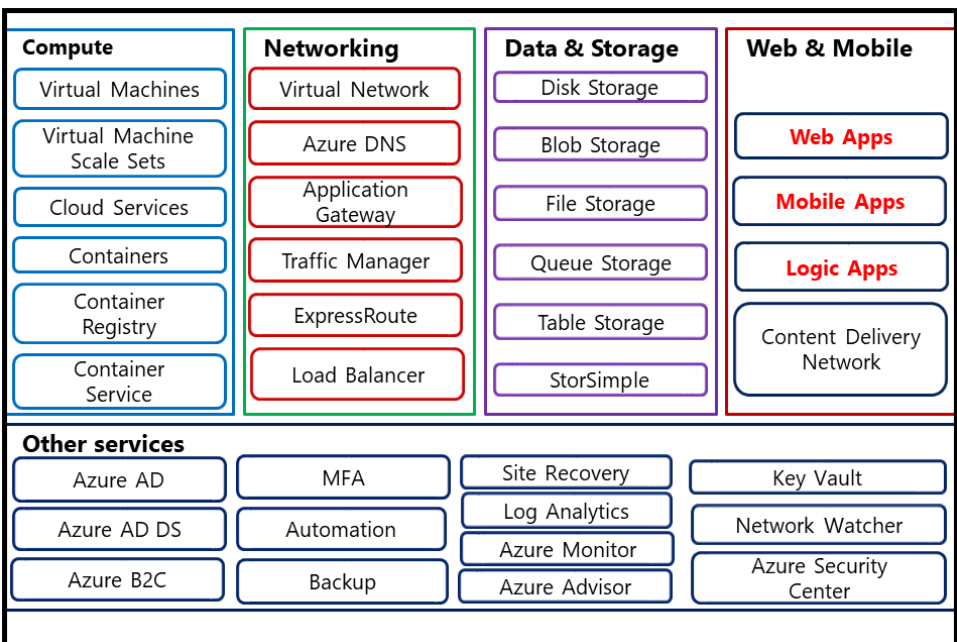 Compute
Virtual Machines
Virtual Machine
Scale Sets
Cloud Services
Containers
Container
Registry
Container
Service
Networking
Virtual Network
Azure DNS
Application
Gateway
Traffic Manager
ExpressRoute
Load Balancer
Data & Storage
Disk Storage
Blob Storage
File Storage
Queue Storage
Table Storage
StorSimple
Web & Mobile
Web Apps
Mobile Apps
Logic Apps
Content Delivery
Network
Other services
Azure AD
Azure AD DS
Azure B2C
MFA
Automation
Backup
Site Recovery
Log Analytics
Azure Monitor
Azure Advisor
Key Vault
Network Watcher
Azure Security
Center